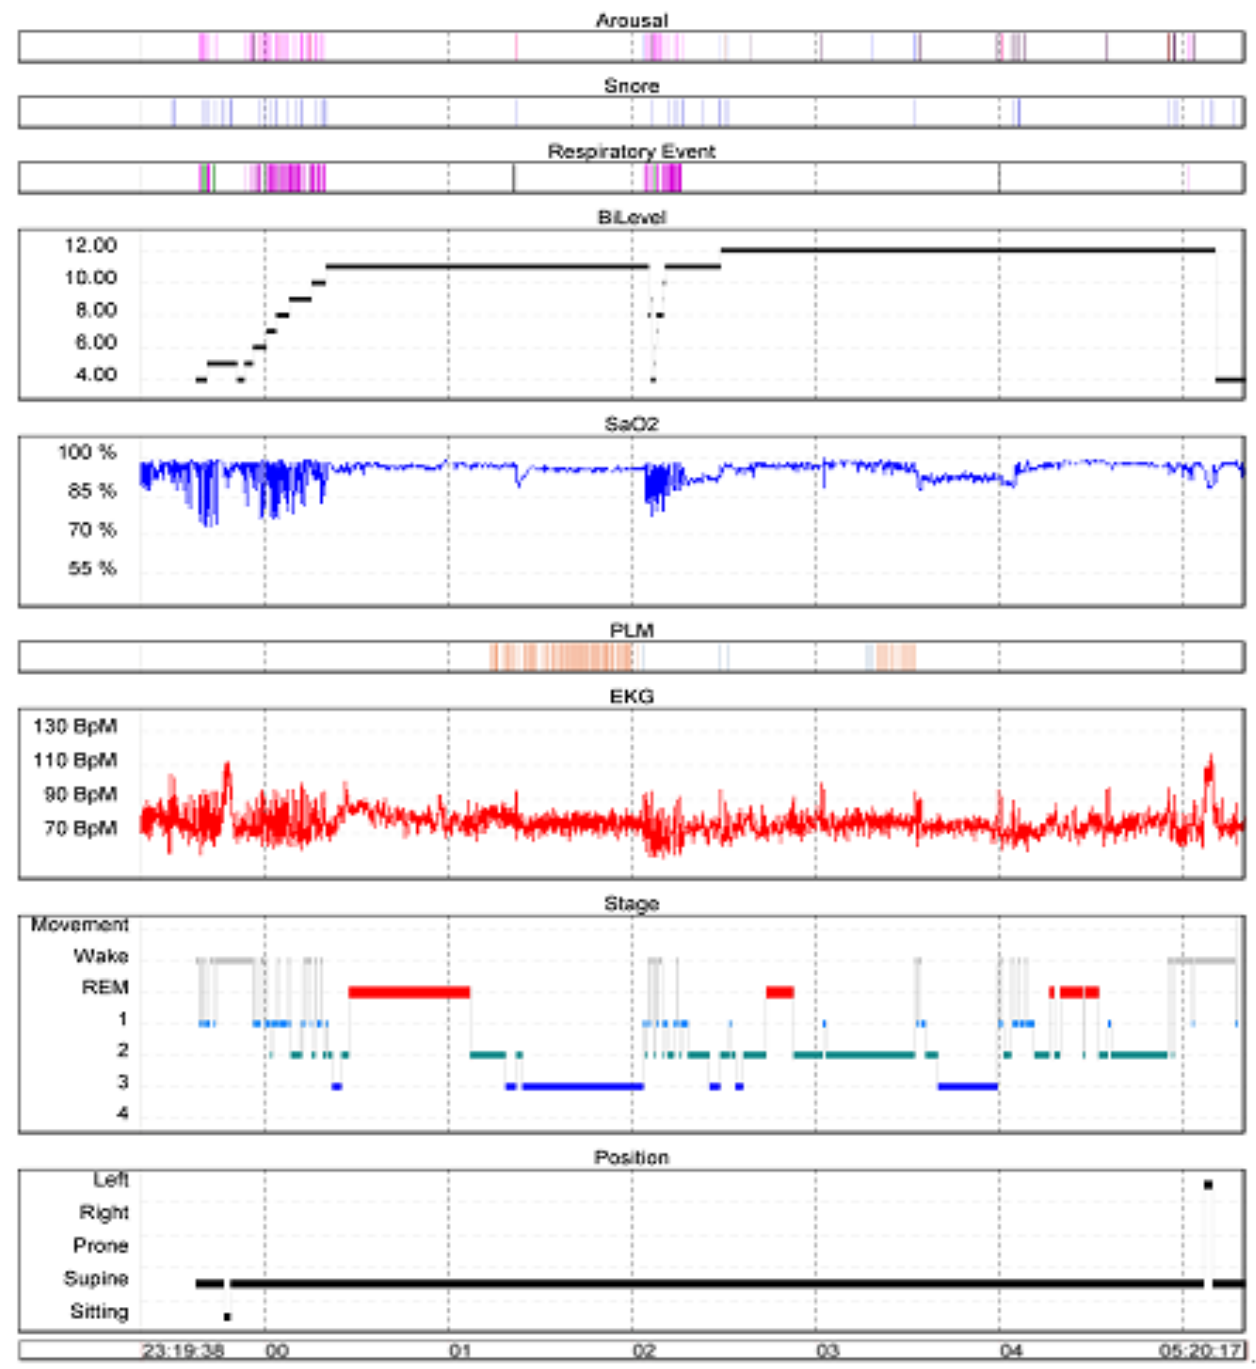 Arousal
Snore
Respiratory Event
BiLevel
12.00
10.00
8.00
6.00
4.00
SaO2
100 %
85 %
70 %
55 %
PLM
EKG
130 BpM
110 BpM
90 BpM
70 BpM
Stage
Movement
Wake
REM
1
2
3
4
Position
Left
Right
Prone
Supine
Sitting
23:19:38 00 01 02 03 04 05:20:17